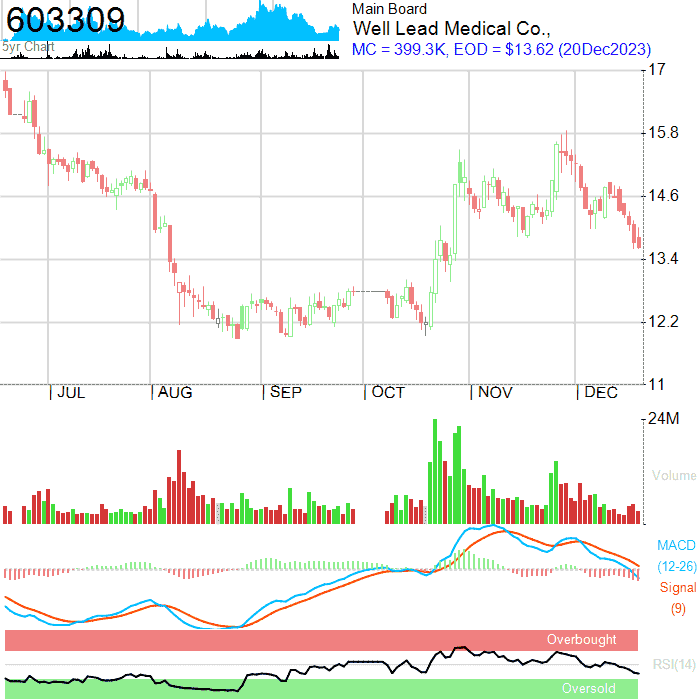 603309
5yr Chart
Main Board
Well Lead Medical Co.,
MC = 399.3K, EOD = $13.62 (20Dec2023)
17
15.8
14.6
13.4
12.2
11
JUL AUG SEP OCT NOV DEC
24M
Volume
MACD
(12-26)
Signal
(9)
Overbought
RSI(14)
Oversold